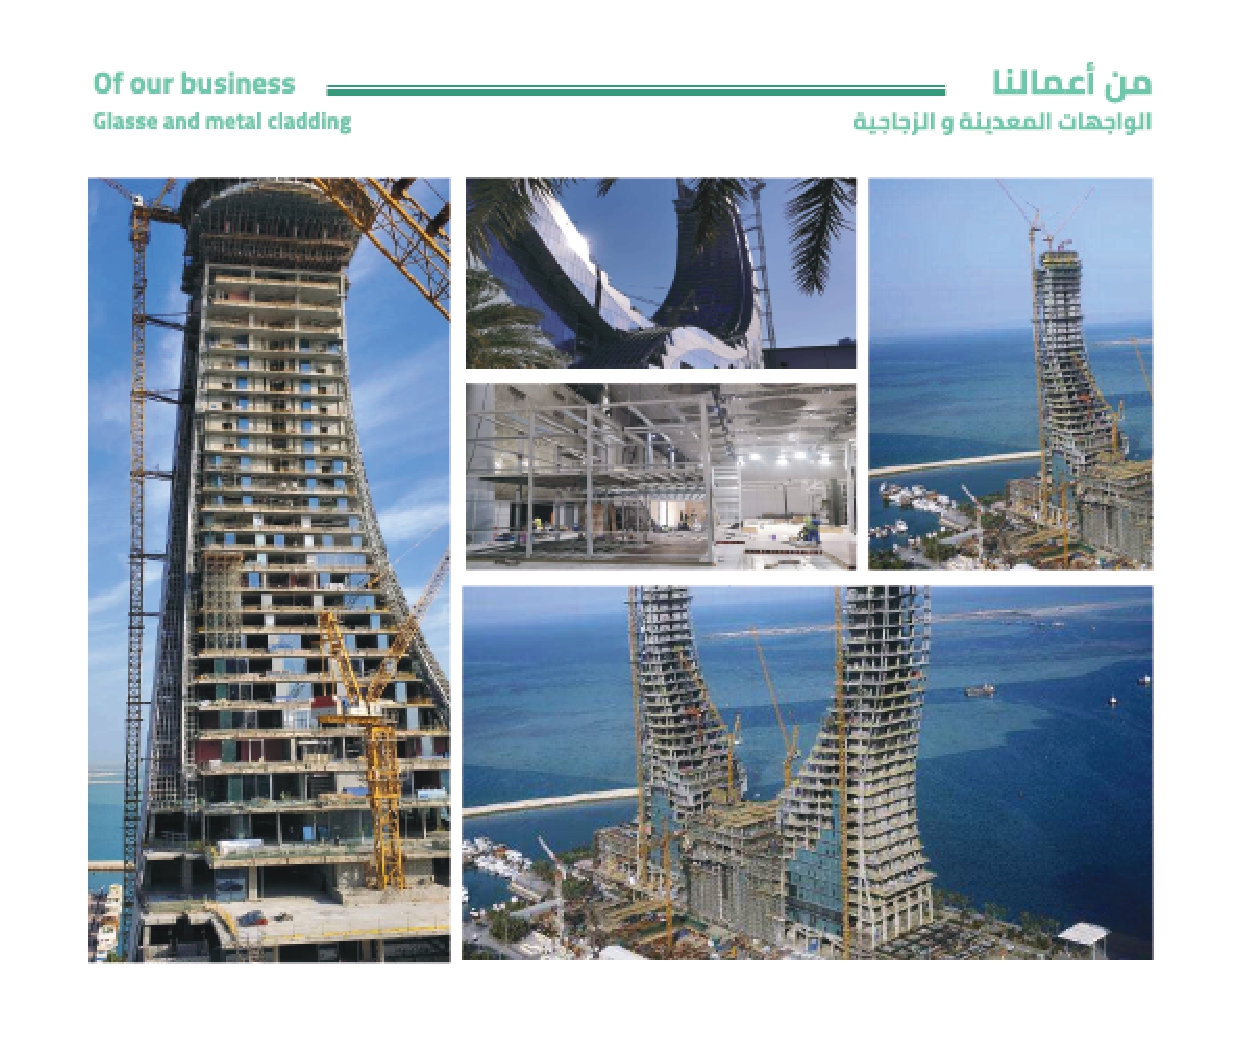 Of our business
من أعمالنا
Glasse and metal cladding
الواجهات المعدينة و الزجاجية